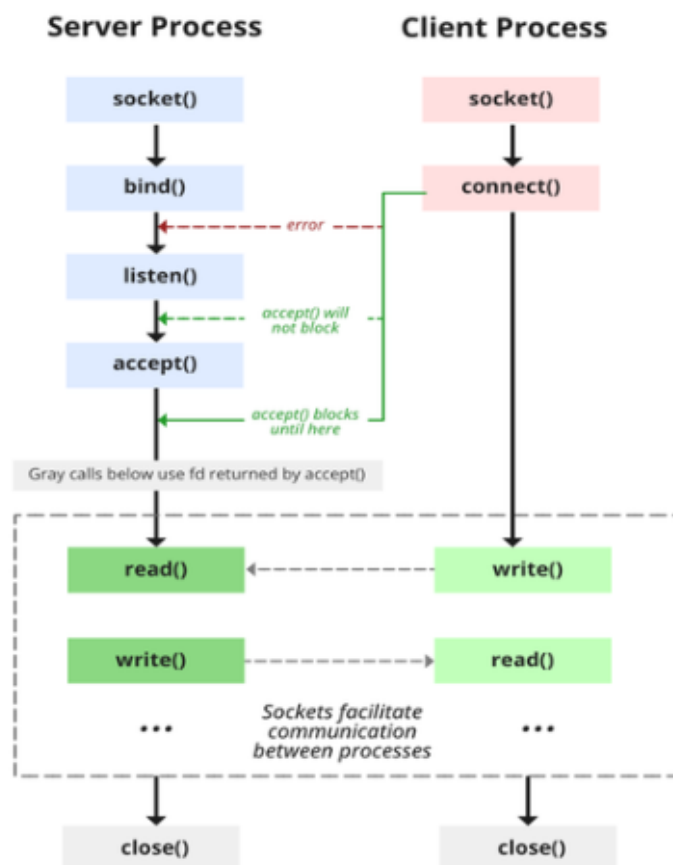 Server Process
Client Process
socket()
socket()
bind()
connect()
error
listen()
accept() will
not block
accept()
accept() blocks
until here
Gray calls below use fd returned by accept()
read()
write()
write()
read()
...
Sockets facilitate
communication
between processes
...
close()
close()